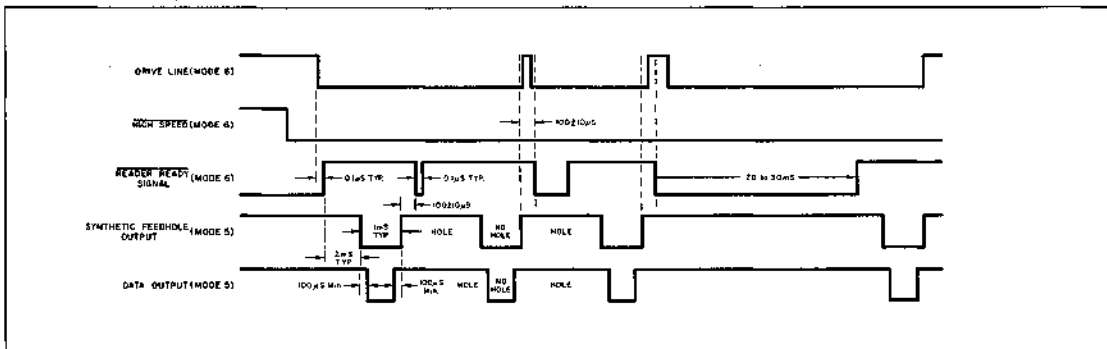 DRIVE LINE (MODE 6)
HIGH SPEED (MODE 6)
100±10µS
READER READY SIGNAL (MODE 6)
0.1µS TYP.
0.1µS TYP.
20 to 30mS
100±10µS
SYNTHETIC FEEDHOLE OUTPUT (MODE 5)
1mS TYP
HOLE
NO HOLE
HOLE
2mS TYP
DATA OUTPUT (MODE 5)
100µS Min
100µS Min.
HOLE
NO HOLE
HOLE